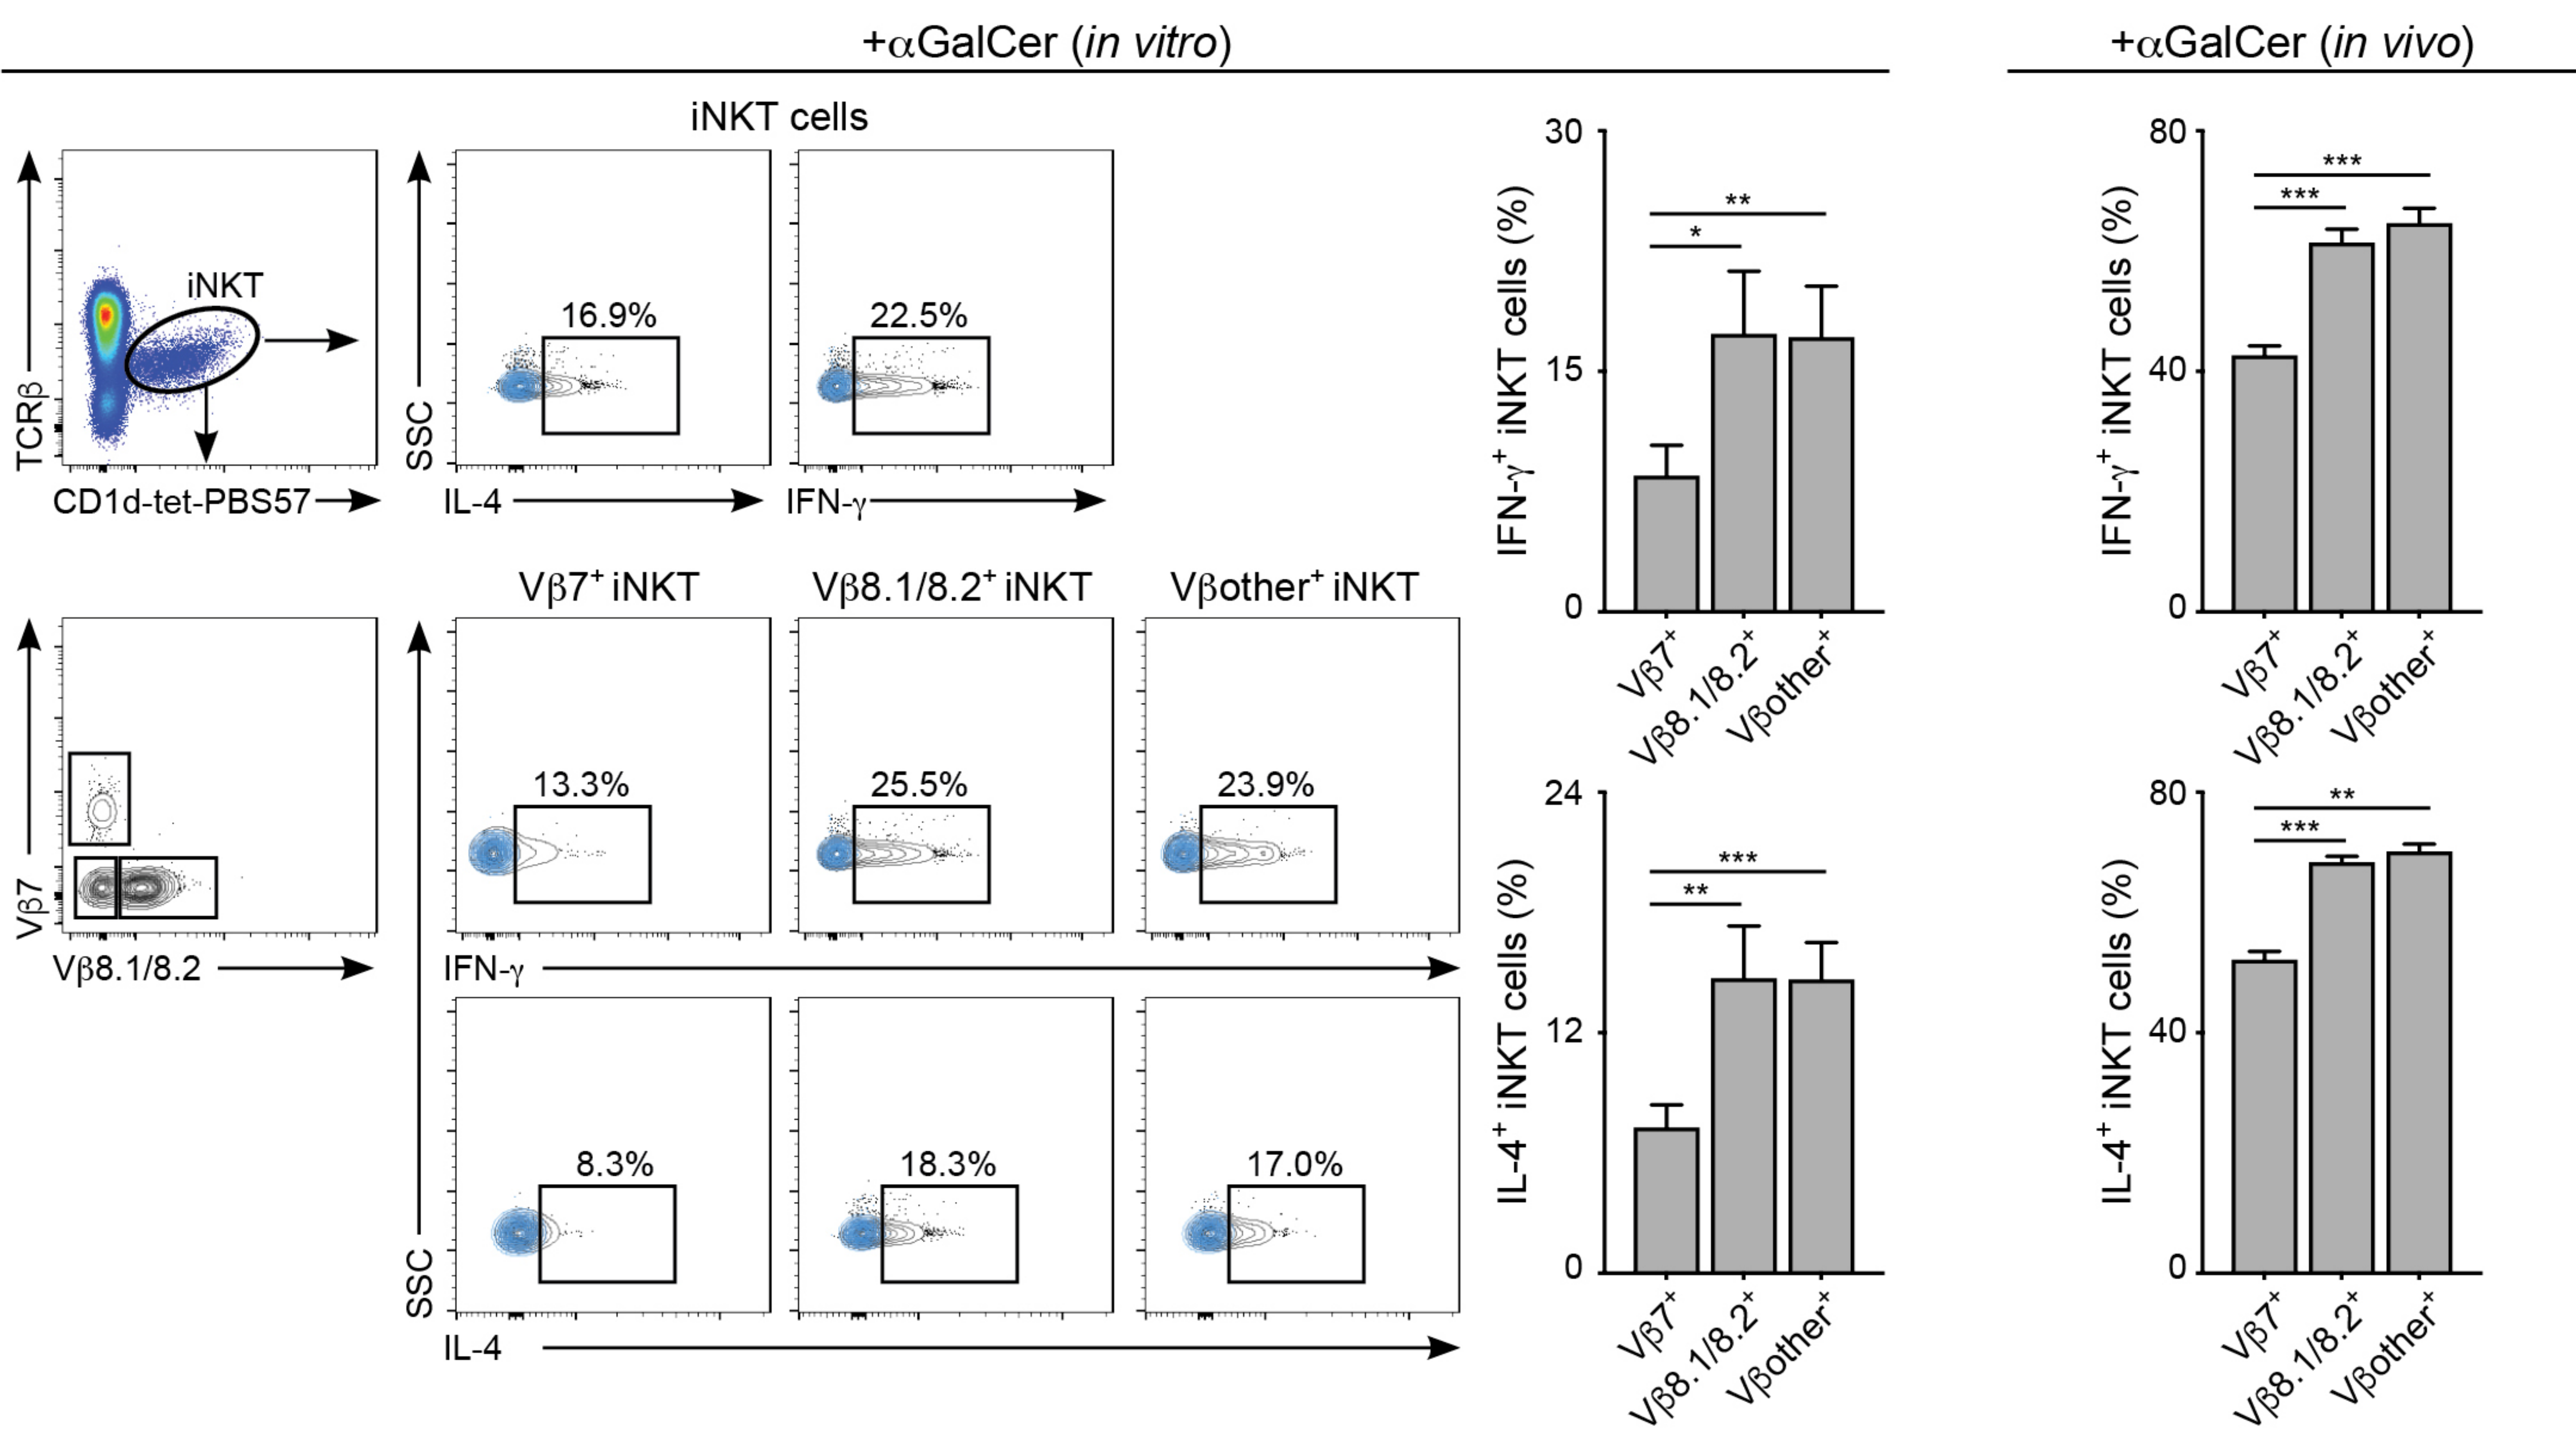 +αGalCer (in vitro)
+αGalCer (in vivo)
iNKT cells
TCRβ
iNKT
CD1d-tet-PBS57
SSC
16.9%
IL-4
22.5%
IFN-γ
IFN-γ⁺ iNKT cells (%)
30
15
0
**
*
Vβ7⁺
Vβ8.1/8.2⁺
Vβother⁺
IFN-γ⁺ iNKT cells (%)
80
40
0
***
***
Vβ7⁺
Vβ8.1/8.2⁺
Vβother⁺
Vβ7
Vβ8.1/8.2
Vβ7⁺ iNKT
Vβ8.1/8.2⁺ iNKT
Vβother⁺ iNKT
13.3%
25.5%
23.9%
IFN-γ
SSC
8.3%
18.3%
17.0%
IL-4
IL-4⁺ iNKT cells (%)
24
12
0
***
**
Vβ7⁺
Vβ8.1/8.2⁺
Vβother⁺
IL-4⁺ iNKT cells (%)
80
40
0
**
***
Vβ7⁺
Vβ8.1/8.2⁺
Vβother⁺